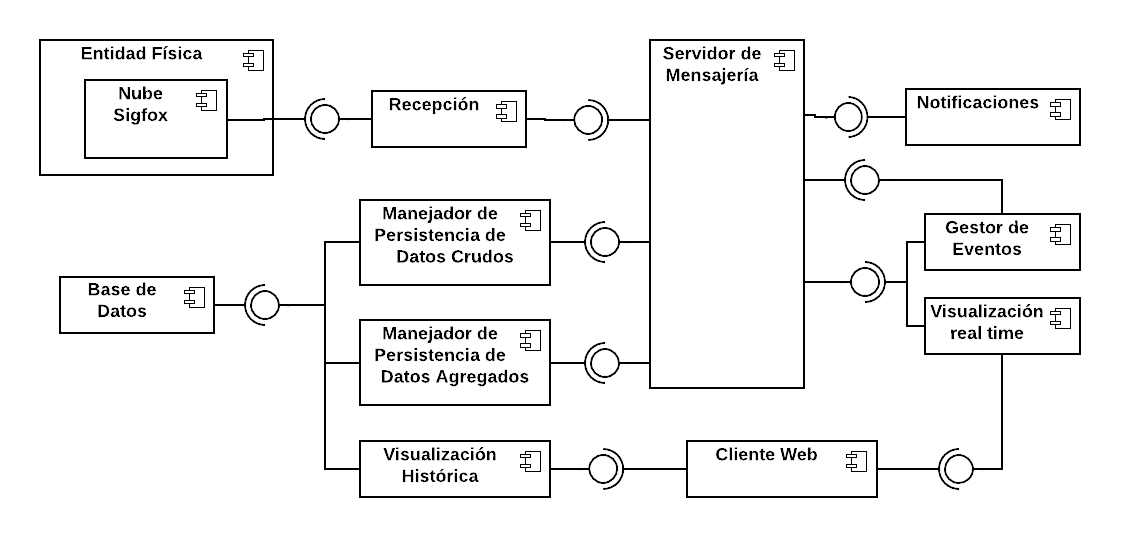 Entidad Física
Nube
Sigfox
Recepción
Servidor de
Mensajería
Notificaciones
Manejador de
Persistencia de
Datos Crudos
Gestor de
Eventos
Base de
Datos
Visualización
real time
Manejador de
Persistencia de
Datos Agregados
Visualización
Histórica
Cliente Web